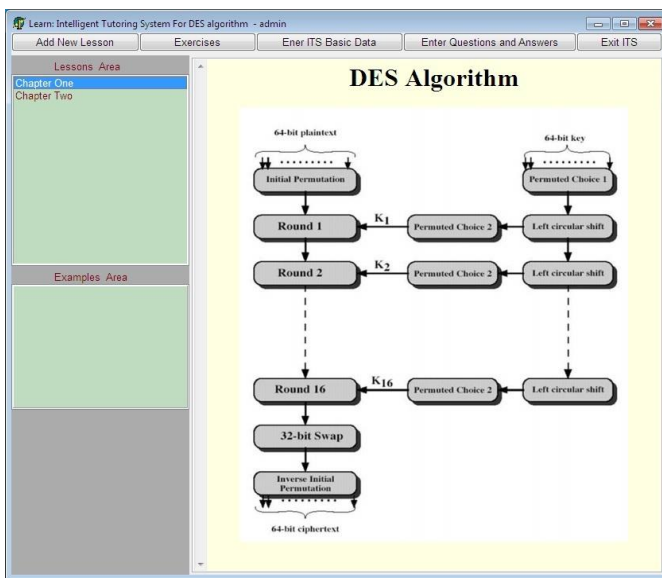 Learn: Intelligent Tutoring System For DES algorithm - admin
Add New Lesson Exercises Ener ITS Basic Data Enter Questions and Answers Exit ITS
Lessons Area
Chapter One
Chapter Two
Examples Area
DES Algorithm
64-bit plaintext 64-bit key
Initial Permutation Permuted Choice 1
Round 1 K1 Permuted Choice 2 Left circular shift
Round 2 K2 Permuted Choice 2 Left circular shift
Round 16 K16 Permuted Choice 2 Left circular shift
32-bit Swap
Inverse Initial
Permutation
64-bit ciphertext